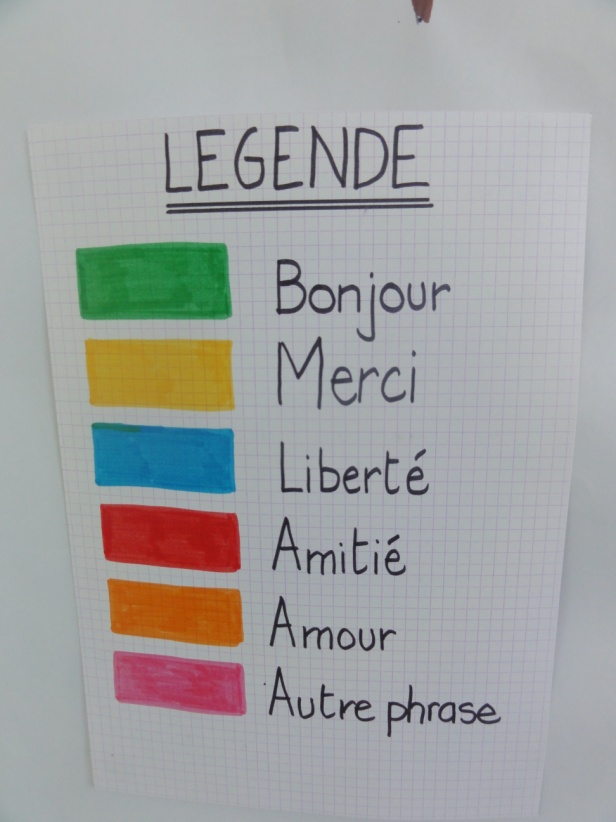 LEGENDE
Bonjour
Merci
Liberté
Amitié
Amour
Autre phrase